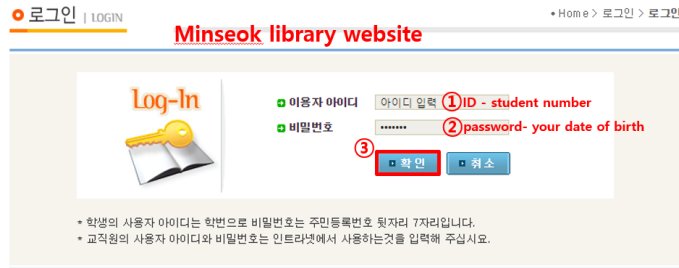 로그인 | LOGIN
• Home > 로그인 > 로그인
Minseok library website
Log-In
이용자 아이디 아이디 입력 ① ID - student number
비밀번호 ••••••• ② password- your date of birth
③ 확인 취소
* 학생의 사용자 아이디는 학번으로 비밀번호는 주민등록번호 뒷자리 7자리입니다.
* 교직원의 사용자 아이디와 비밀번호는 인트라넷에서 사용하는것을 입력해 주십시요.